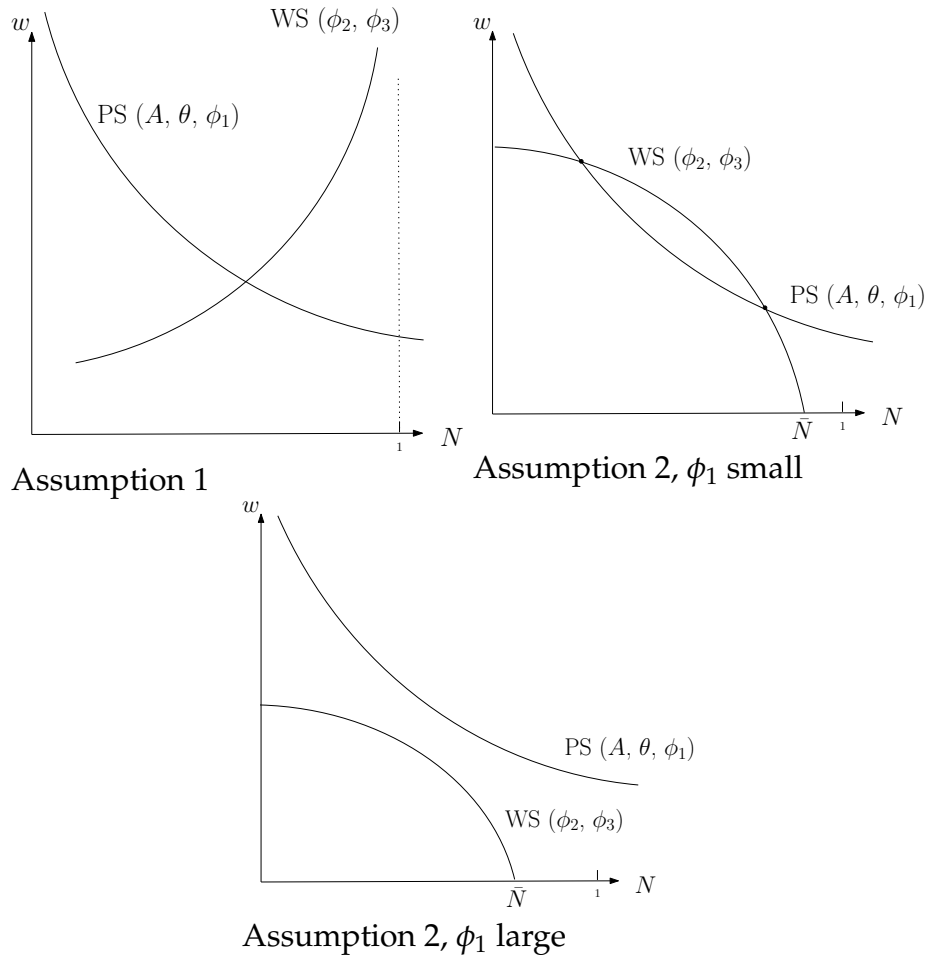 w
WS (ϕ₂, ϕ₃)
PS (A, θ, ϕ₁)
1
N
Assumption 1
w
WS (ϕ₂, ϕ₃)
PS (A, θ, ϕ₁)
N̄
1
N
Assumption 2, ϕ₁ small
w
PS (A, θ, ϕ₁)
WS (ϕ₂, ϕ₃)
N̄
1
N
Assumption 2, ϕ₁ large